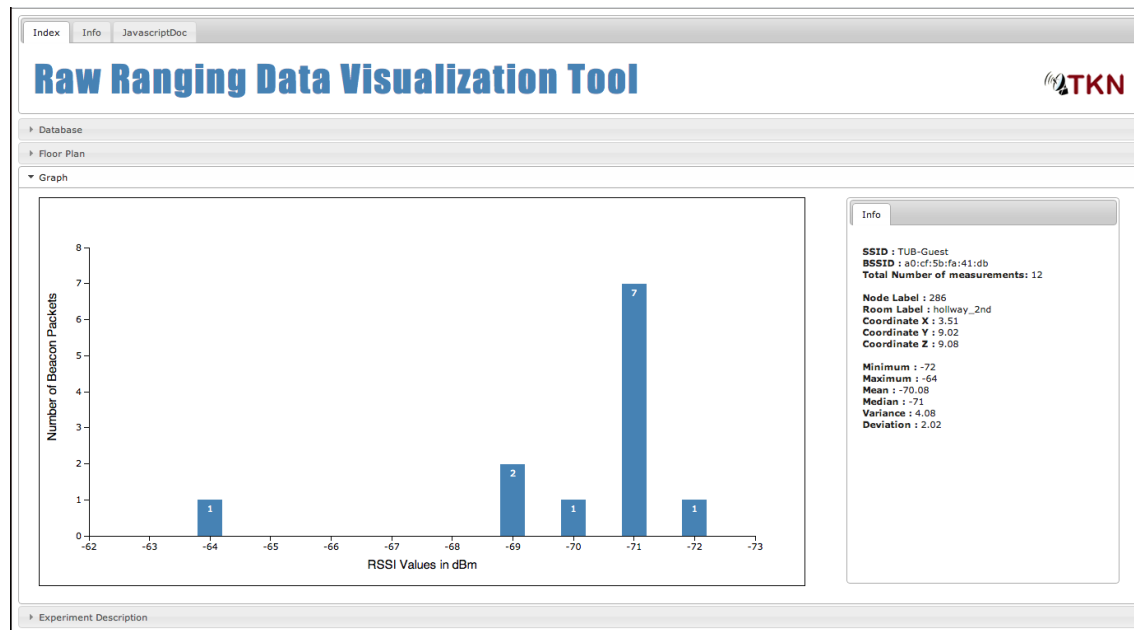 Index Info JavascriptDoc
Raw Ranging Data Visualization Tool
TKN
Database
Floor Plan
Graph
8
7
6
5
4
3
2
1
0
Number of Beacon Packets
1 2 1 7 1
-62 -63 -64 -65 -66 -67 -68 -69 -70 -71 -72 -73
RSSI Values in dBm
Info
SSID : TUB-Guest
BSSID : a0:cf:5b:fa:41:db
Total Number of measurements: 12
Node Label : 286
Room Label : hollway_2nd
Coordinate X : 3.51
Coordinate Y : 9.02
Coordinate Z : 9.08
Minimum : -72
Maximum : -64
Mean : -70.08
Median : -71
Variance : 4.08
Deviation : 2.02
Experiment Description